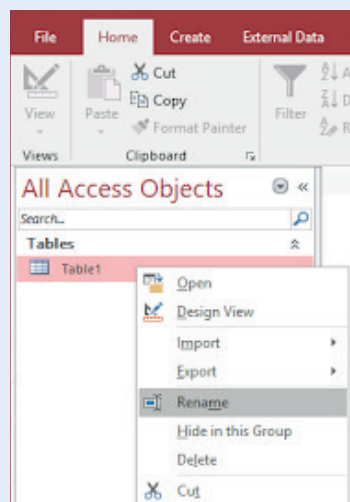 File Home Create External Data
Cut
Copy
Format Painter
View
Paste
Filter
A
D
R
Views Clipboard
All Access Objects
Search...
Tables
Table1
Open
Design View
Import
Export
Rename
Hide in this Group
Delete
Cut